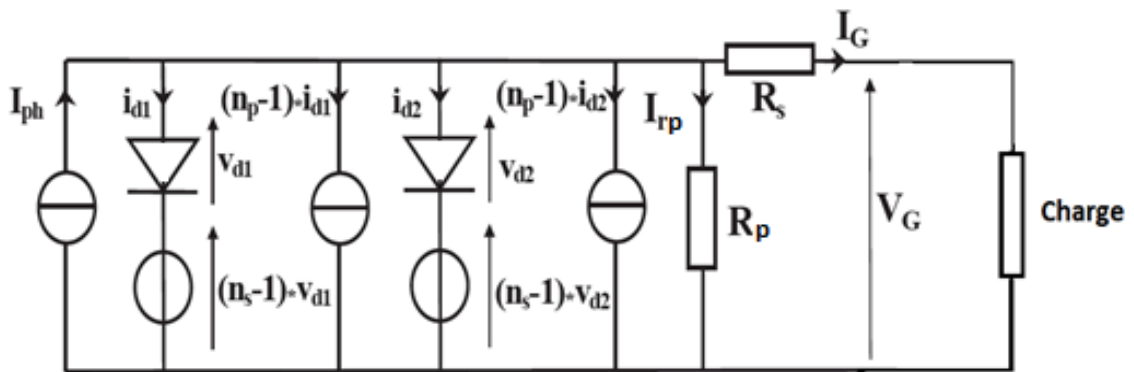 I_G
I_ph
i_d1
(n_p-1)*i_d1
i_d2
(n_p-1)*i_d2
I_rp
R_s
v_d1
v_d2
R_p
V_G
Charge
(n_s-1)*v_d1
(n_s-1)*v_d2